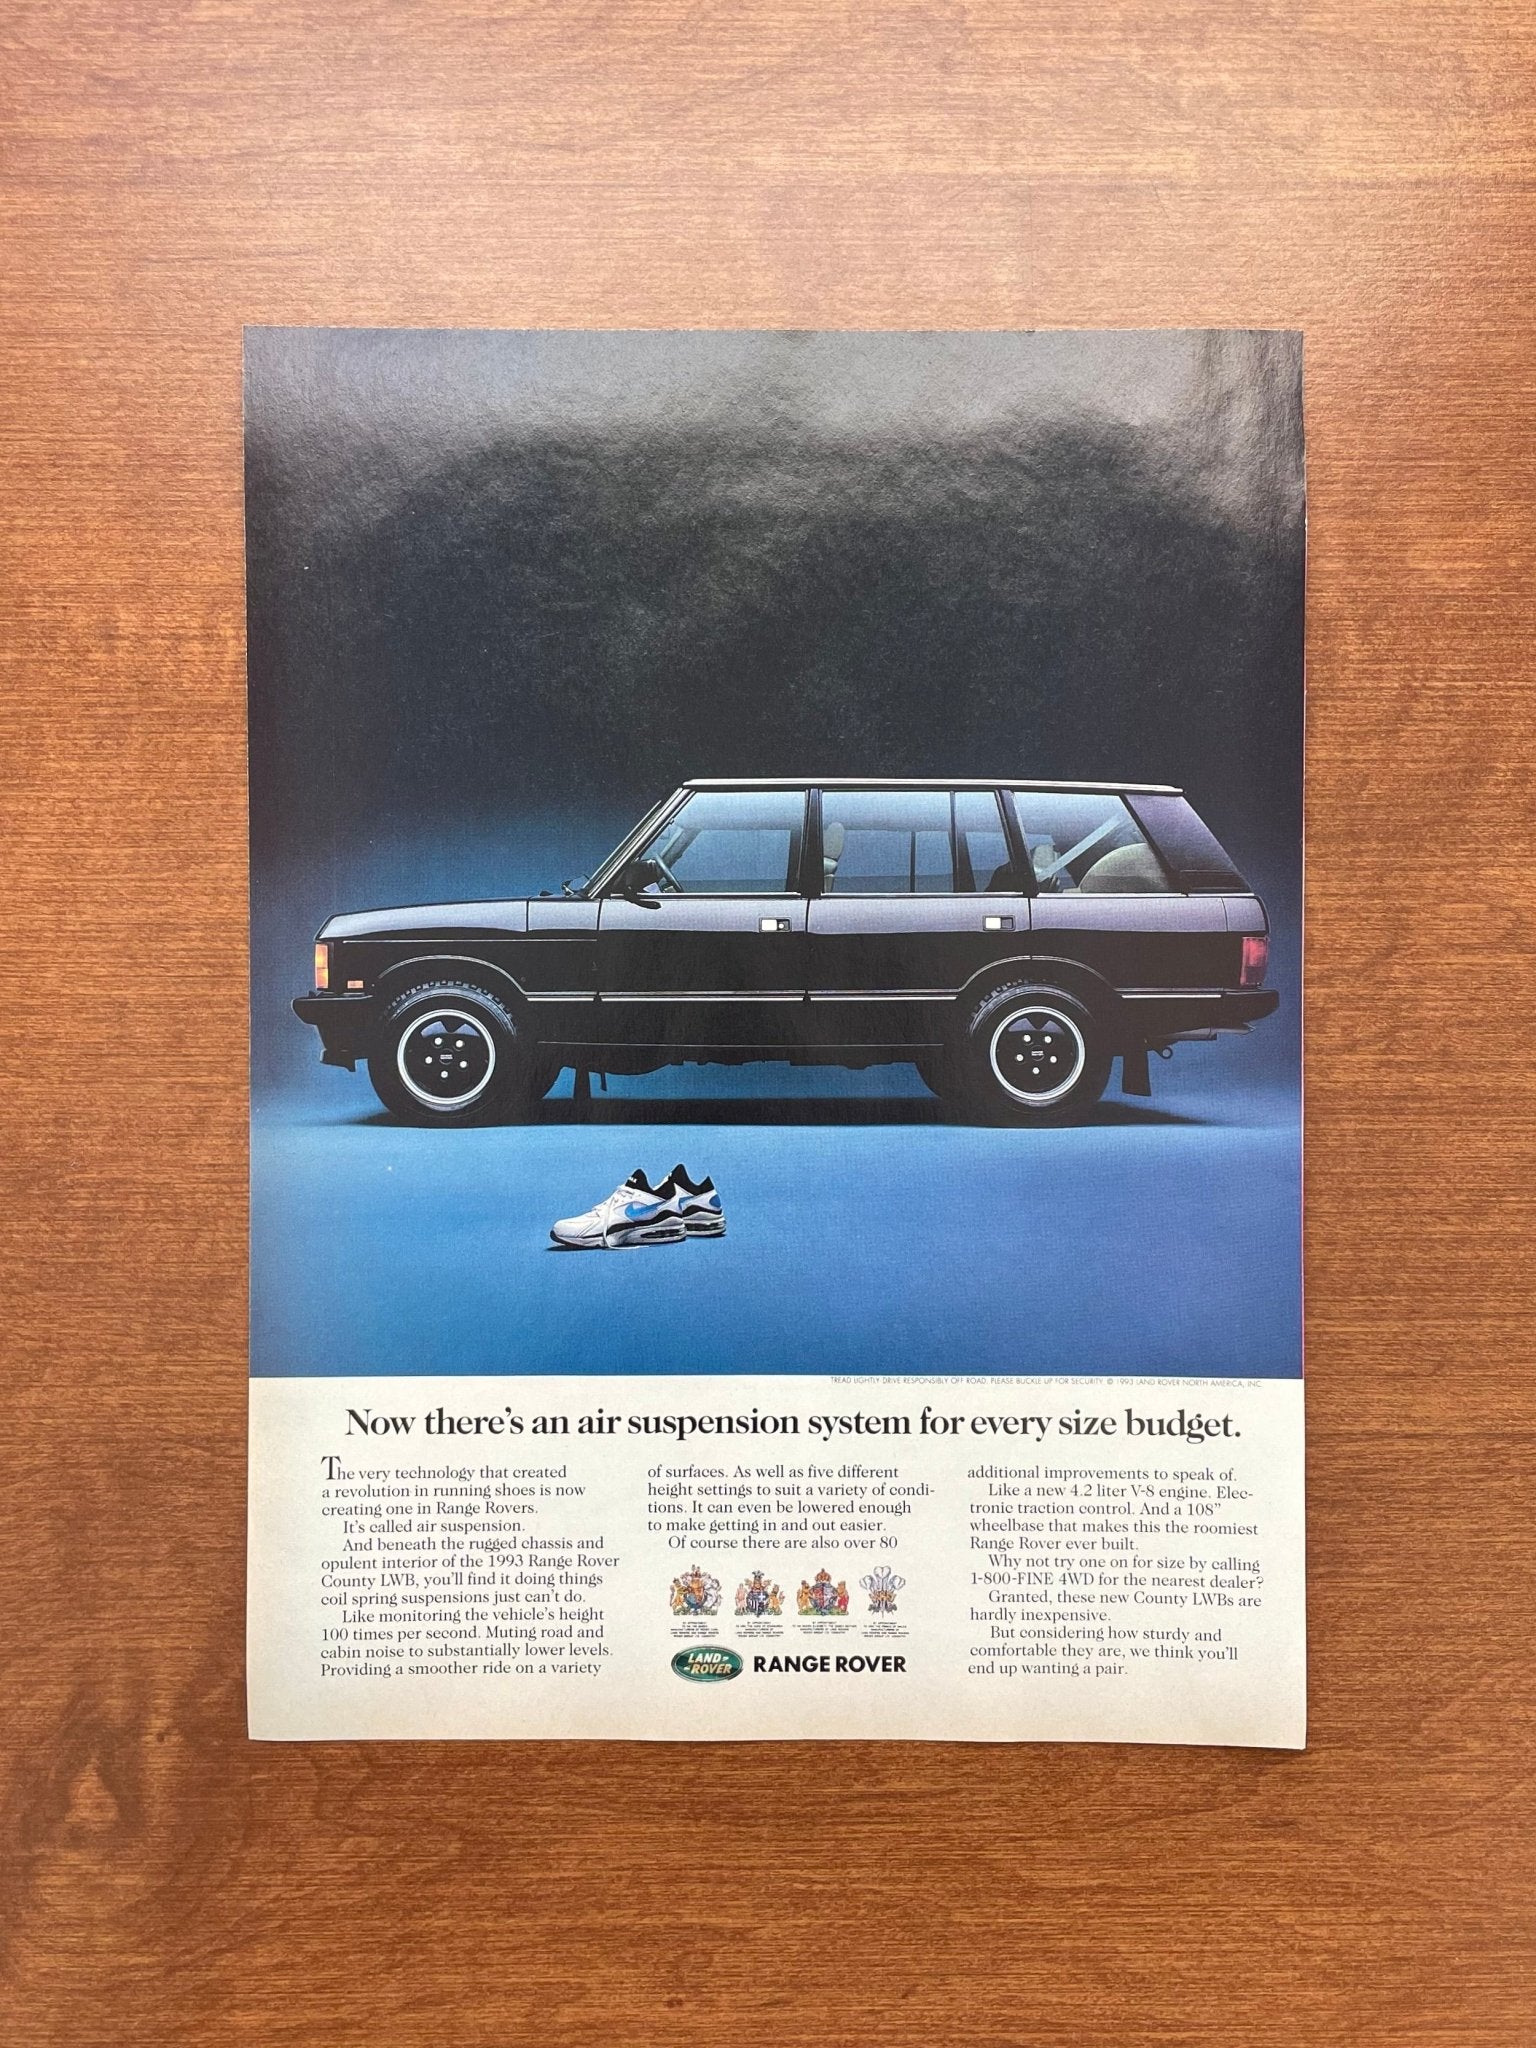 TREAD LIGHTLY. DRIVE RESPONSIBLY OFF ROAD. PLEASE BUCKLE UP FOR SECURITY. © 1993 LAND ROVER NORTH AMERICA, INC.
Now there's an air suspension system for every size budget.
The very technology that created
a revolution in running shoes is now
creating one in Range Rovers.
It's called air suspension.
And beneath the rugged chassis and
opulent interior of the 1993 Range Rover
County LWB, you'll find it doing things
coil spring suspensions just can't do.
Like monitoring the vehicle's height
100 times per second. Muting road and
cabin noise to substantially lower levels.
Providing a smoother ride on a variety
of surfaces. As well as five different
height settings to suit a variety of condi-
tions. It can even be lowered enough
to make getting in and out easier.
Of course there are also over 80
LAND-
-ROVER
RANGE ROVER
additional improvements to speak of.
Like a new 4.2 liter V-8 engine. Elec-
tronic traction control. And a 108”
wheelbase that makes this the roomiest
Range Rover ever built.
Why not try one on for size by calling
1-800-FINE 4WD for the nearest dealer?
Granted, these new County LWBs are
hardly inexpensive.
But considering how sturdy and
comfortable they are, we think you'll
end up wanting a pair.